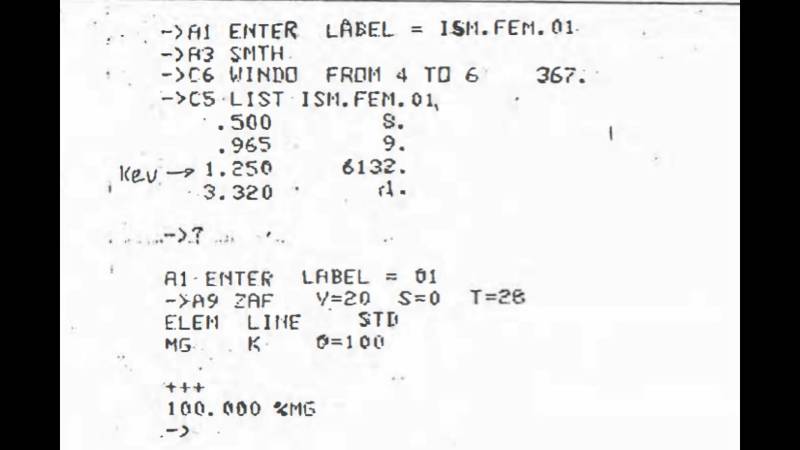 ->A1 ENTER LABEL = ISM.FEM.01
->A3 SMTH
->C6 WINDO FROM 4 TO 6 367.
->C5 LIST ISM.FEM.01
.500 8.
.965 9.
Kev → 1.250 6132.
3.320
->?
A1 ENTER LABEL = 01
->A9 ZAF V=20 S=0 T=28
ELEM LINE STD
MG K 0=100
+++
100.000 %MG
->